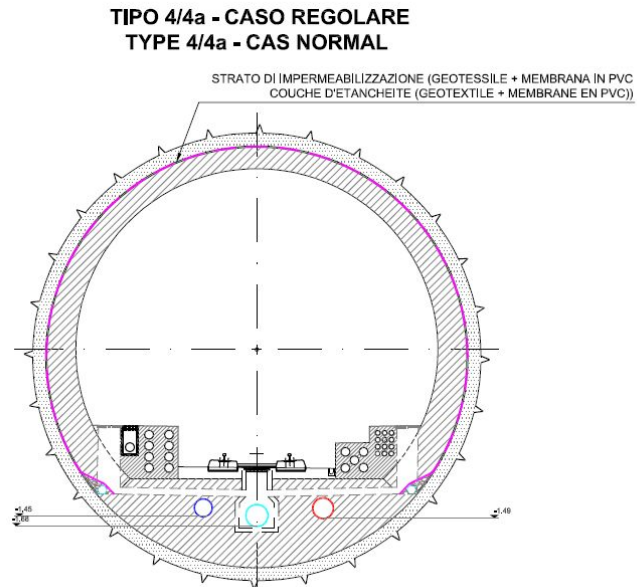 TIPO 4/4a - CASO REGOLARE
TYPE 4/4a - CAS NORMAL
STRATO DI IMPERMEABILIZZAZIONE (GEOTESSILE + MEMBRANA IN PVC
COUCHE D'ETANCHEITE (GEOTEXTILE + MEMBRANE EN PVC))
-1,49